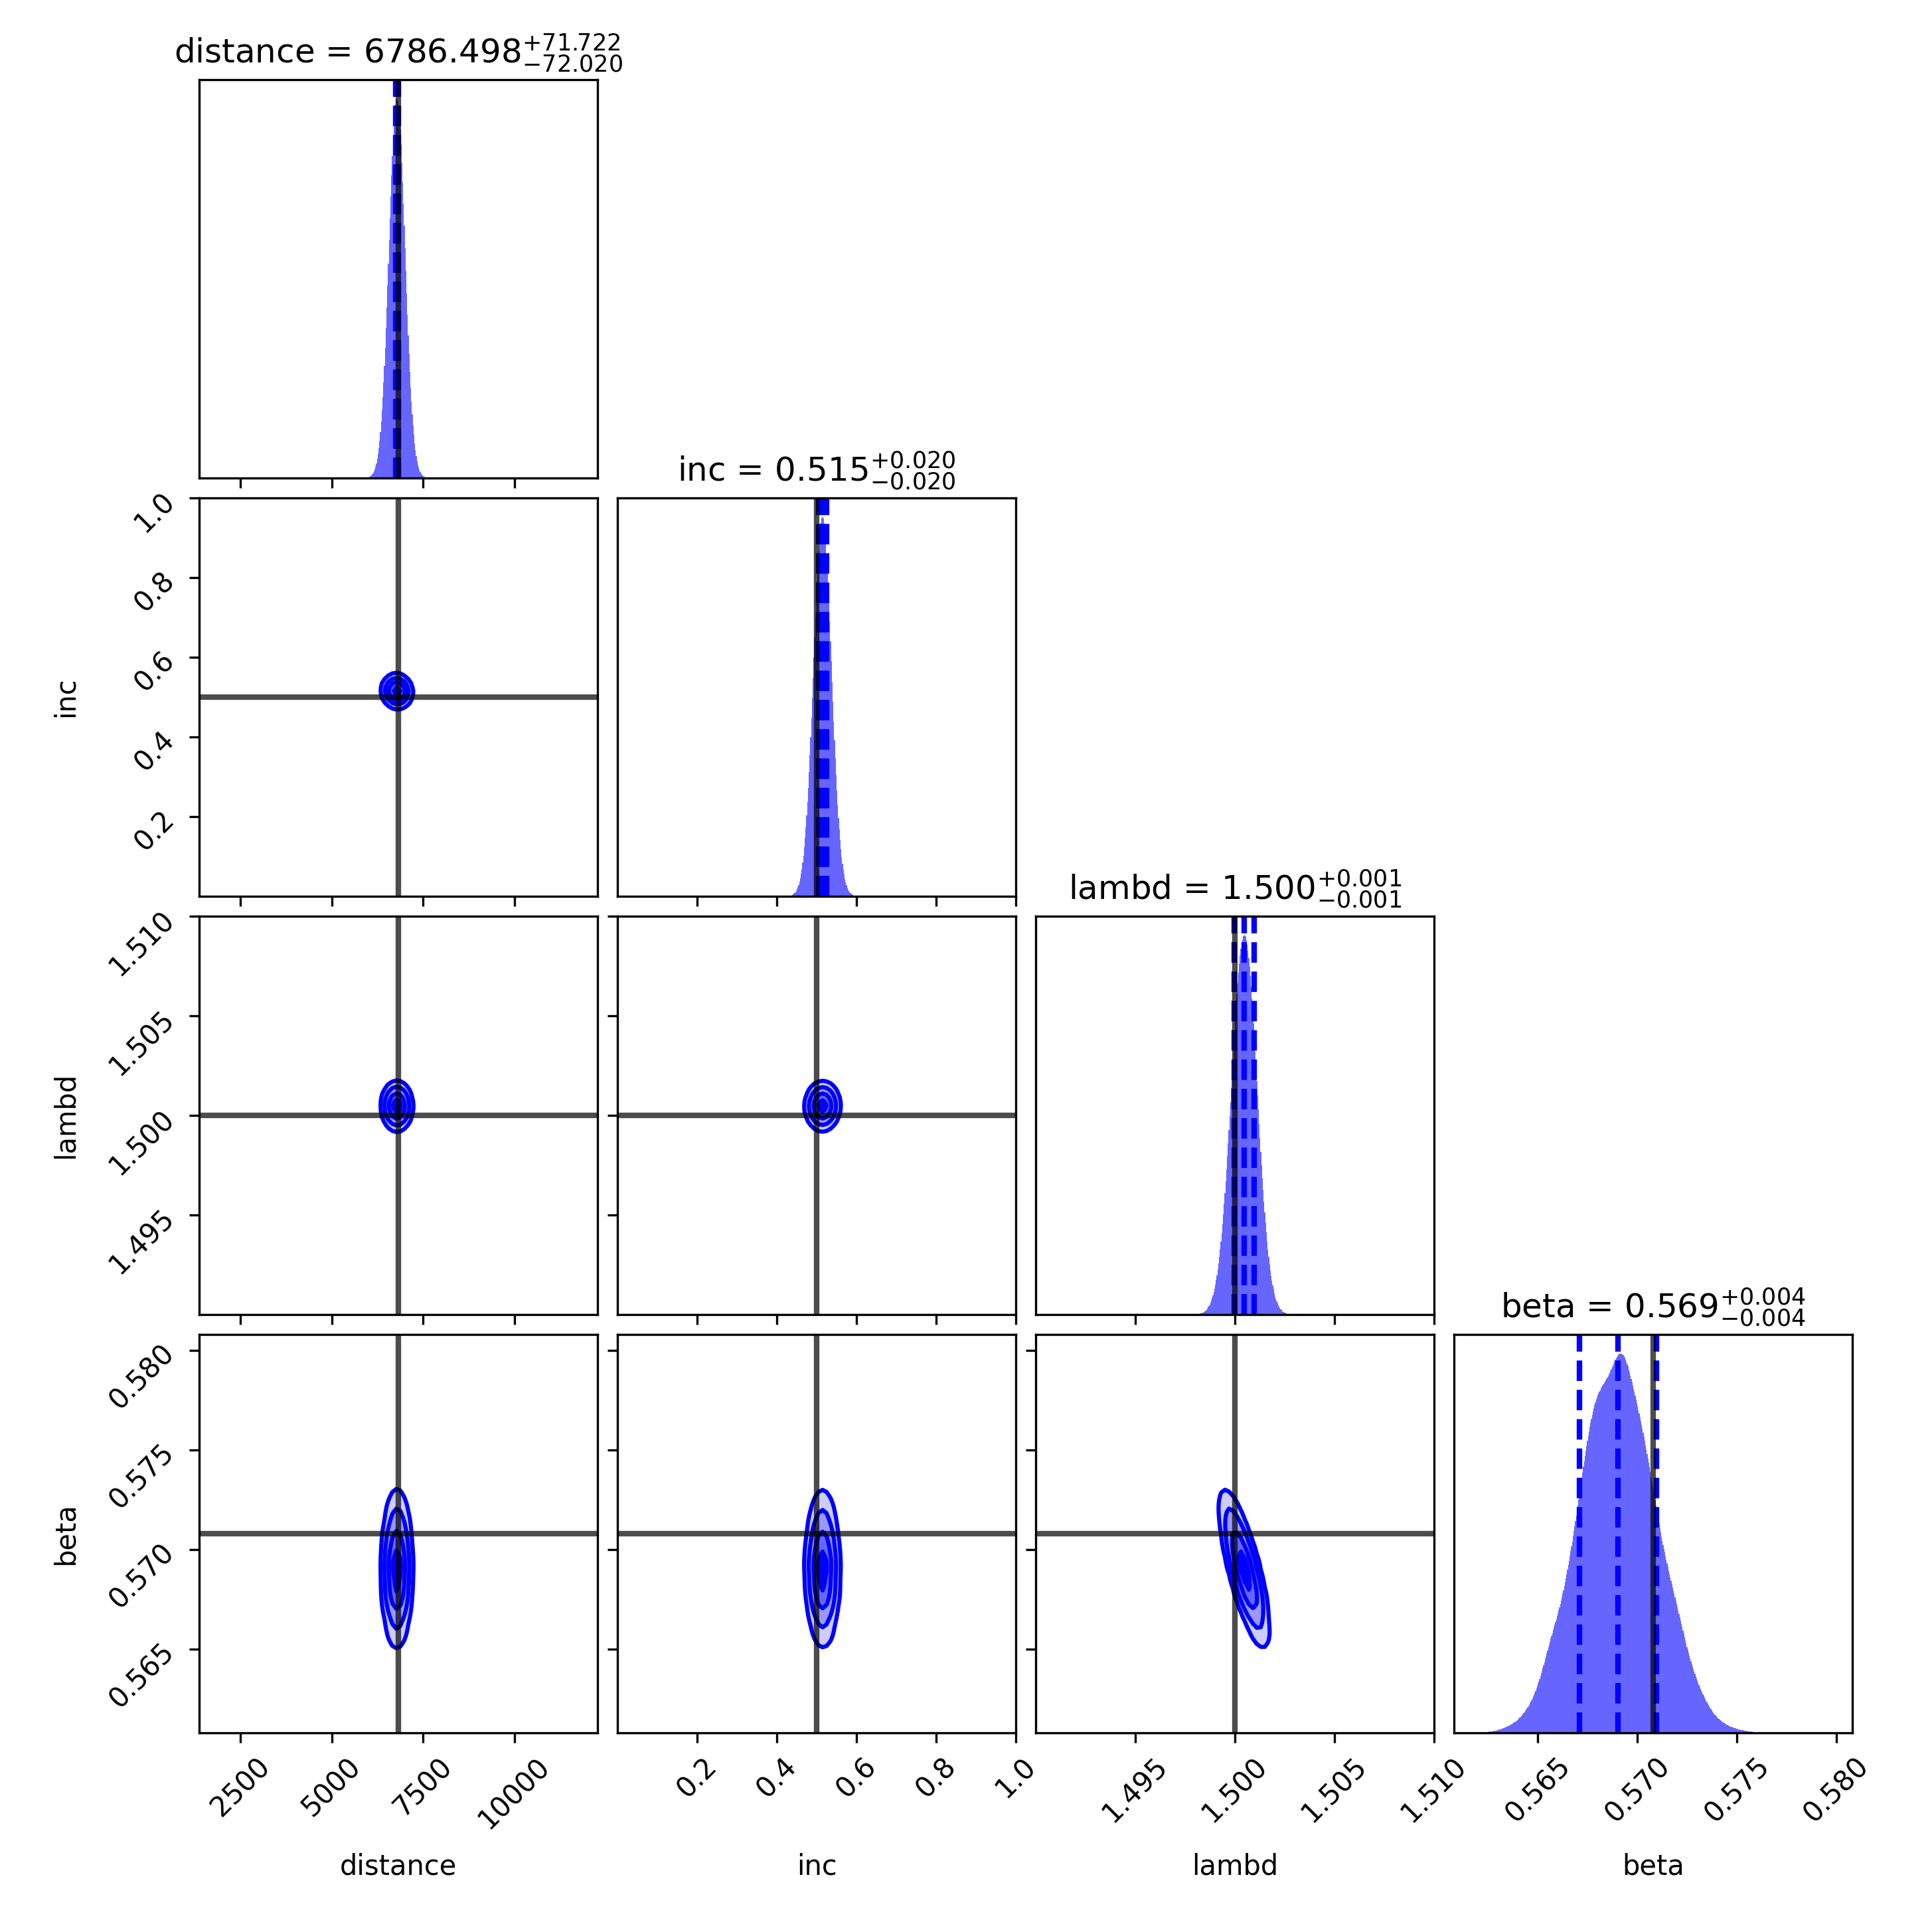 distance = 6786.498+71.722−72.020
1.0
0.8
0.6
0.4
0.2
inc
inc = 0.515+0.020−0.020
1.510
1.505
1.500
1.495
lambd
lambd = 1.500+0.001−0.001
0.580
0.575
0.570
0.565
beta
beta = 0.569+0.004−0.004
2500 5000 7500 10000 0.2 0.4 0.6 0.8 1.0 1.495 1.500 1.505 1.510 0.565 0.570 0.575 0.580
distance inc lambd beta